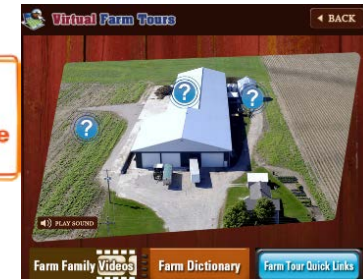 Virtual Farm Tours
BACK
e
?
?
?
PLAY SOUND
Farm Family Videos
Farm Dictionary
Farm Tour Quick Links